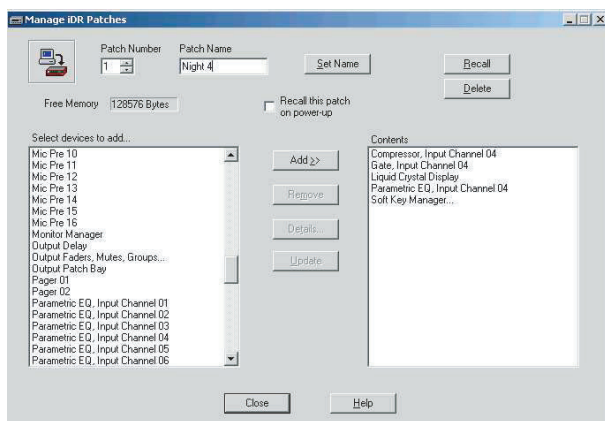 Manage iDR Patches
Patch Number
Patch Name
1
Night 4
Set Name
Recall
Delete
Free Memory
128576 Bytes
Recall this patch
on power-up
Select devices to add...
Mic Pre 10
Mic Pre 11
Mic Pre 12
Mic Pre 13
Mic Pre 14
Mic Pre 15
Mic Pre 16
Monitor Manager
Output Delay
Output Faders, Mutes, Groups...
Output Patch Bay
Pager 01
Pager 02
Parametric EQ, Input Channel 01
Parametric EQ, Input Channel 02
Parametric EQ, Input Channel 03
Parametric EQ, Input Channel 04
Parametric EQ, Input Channel 05
Parametric EQ, Input Channel 06
Add >>
Remove
Details...
Update
Contents
Compressor, Input Channel 04
Gate, Input Channel 04
Liquid Crystal Display
Parametric EQ, Input Channel 04
Soft Key Manager...
Close
Help